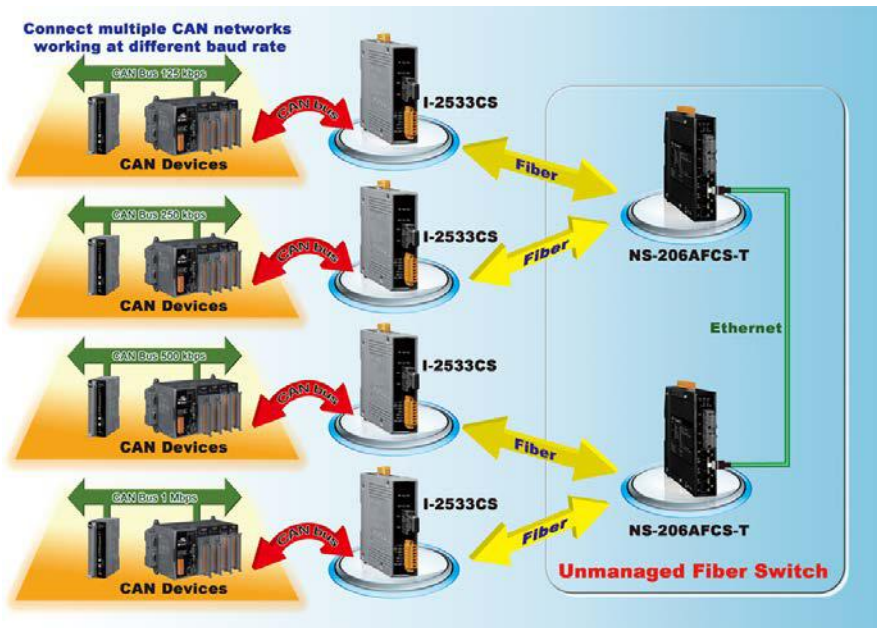 Connect multiple CAN networks
working at different baud rate
CAN Bus 125 kbps
CAN Devices
CAN bus
I-2533CS
Fiber
CAN Bus 250 kbps
CAN Devices
CAN bus
I-2533CS
Fiber
NS-206AFCS-T
Ethernet
CAN Bus 500 kbps
CAN Devices
CAN bus
I-2533CS
Fiber
CAN Bus 1 Mbps
CAN Devices
CAN bus
I-2533CS
Fiber
NS-206AFCS-T
Unmanaged Fiber Switch